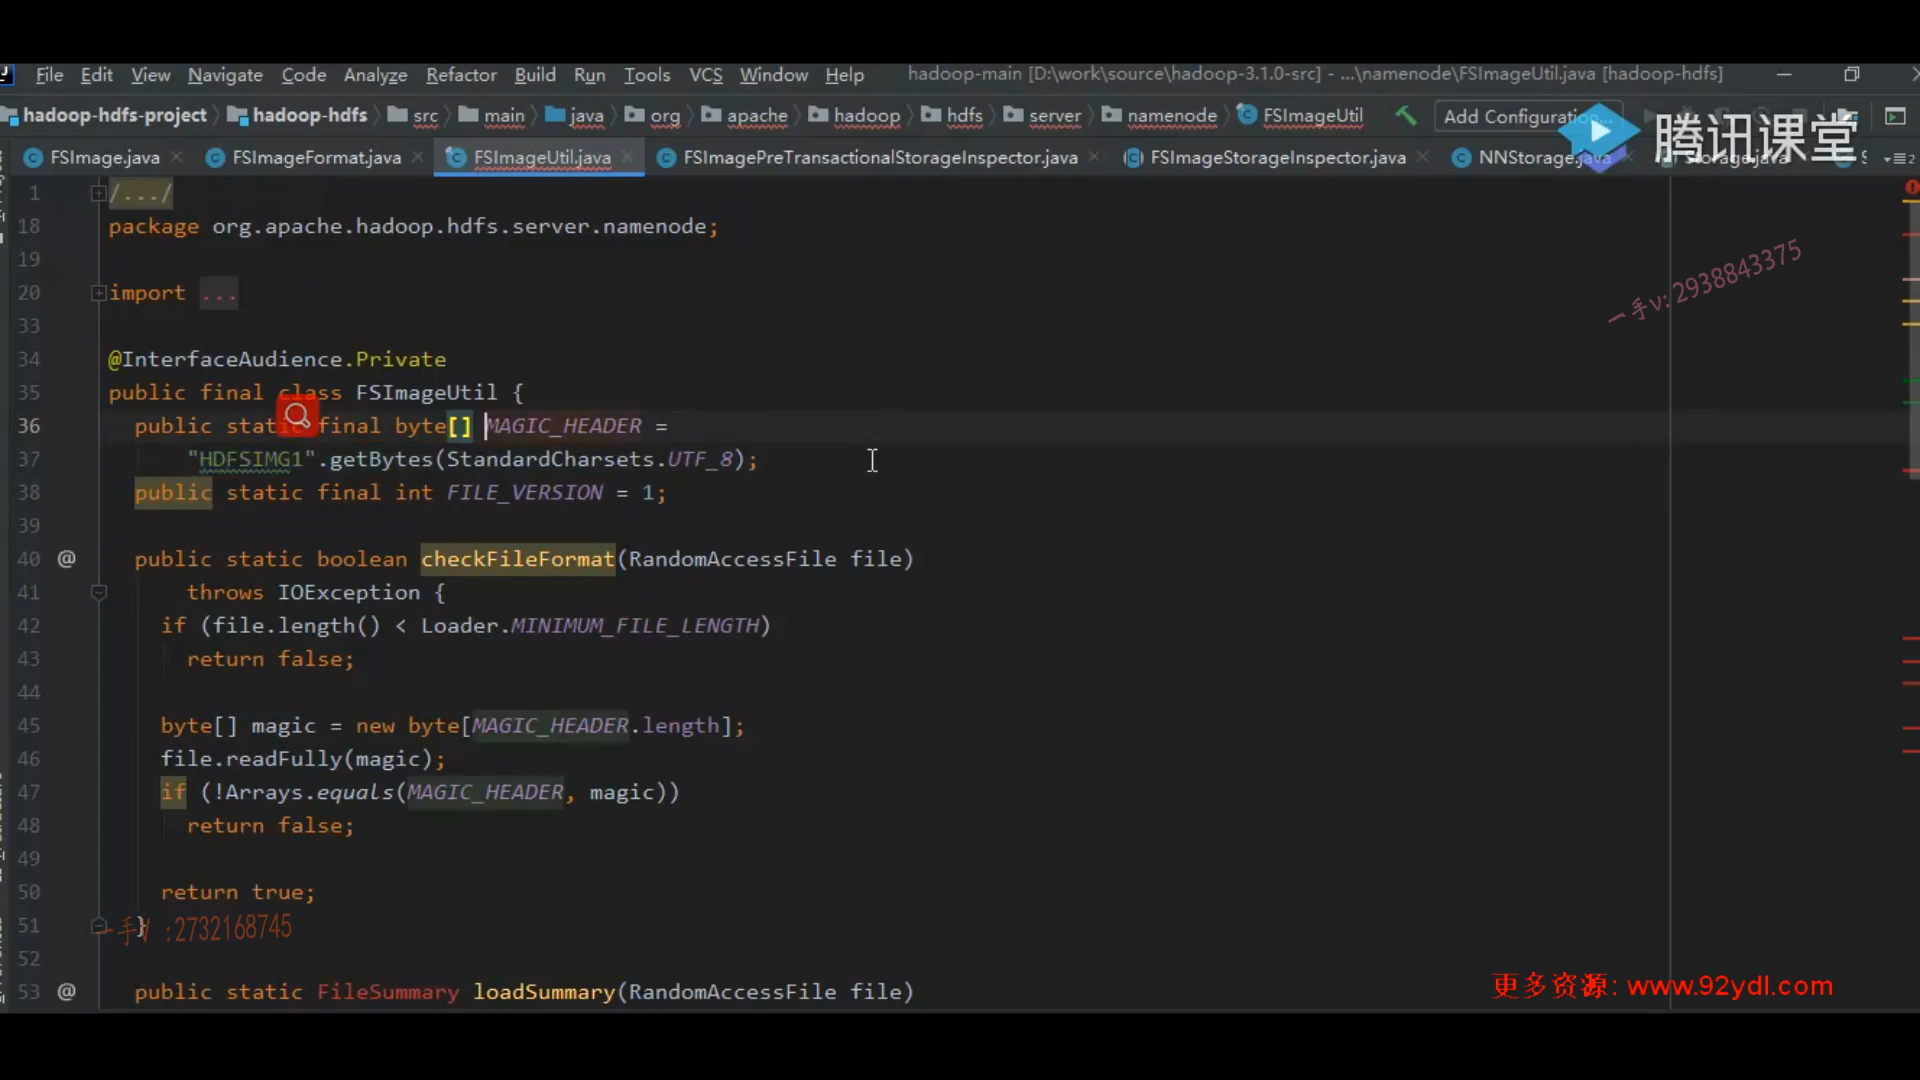 File Edit View Navigate Code Analyze Refactor Build Run Tools VCS Window Help hadoop-main [D:\work\source\hadoop-3.1.0-src] - ...\namenode\FSImageUtil.java [hadoop-hdfs]
hadoop-hdfs-project hadoop-hdfs src main java org apache hadoop hdfs server namenode FSImageUtil Add Configuration...
腾讯课堂
FSImage.java FSImageFormat.java FSImageUtil.java FSImagePreTransactionalStorageInspector.java FSImageStorageInspector.java NNStorage.java Storage.java
1 /.../
18 package org.apache.hadoop.hdfs.server.namenode;
19
20 import ...
33
一手v:2938843375
34 @InterfaceAudience.Private
35 public final class FSImageUtil {
36 public static final byte[] MAGIC_HEADER =
37 "HDFSIMG1".getBytes(StandardCharsets.UTF_8);
38 public static final int FILE_VERSION = 1;
39
40 @ public static boolean checkFileFormat(RandomAccessFile file)
41 throws IOException {
42 if (file.length() < Loader.MINIMUM_FILE_LENGTH)
43 return false;
44
45 byte[] magic = new byte[MAGIC_HEADER.length];
46 file.readFully(magic);
47 if (!Arrays.equals(MAGIC_HEADER, magic))
48 return false;
49
50 return true;
51 }
一手V :2732168745
52
53 @ public static FileSummary loadSummary(RandomAccessFile file)
更多资源: www.92ydl.com